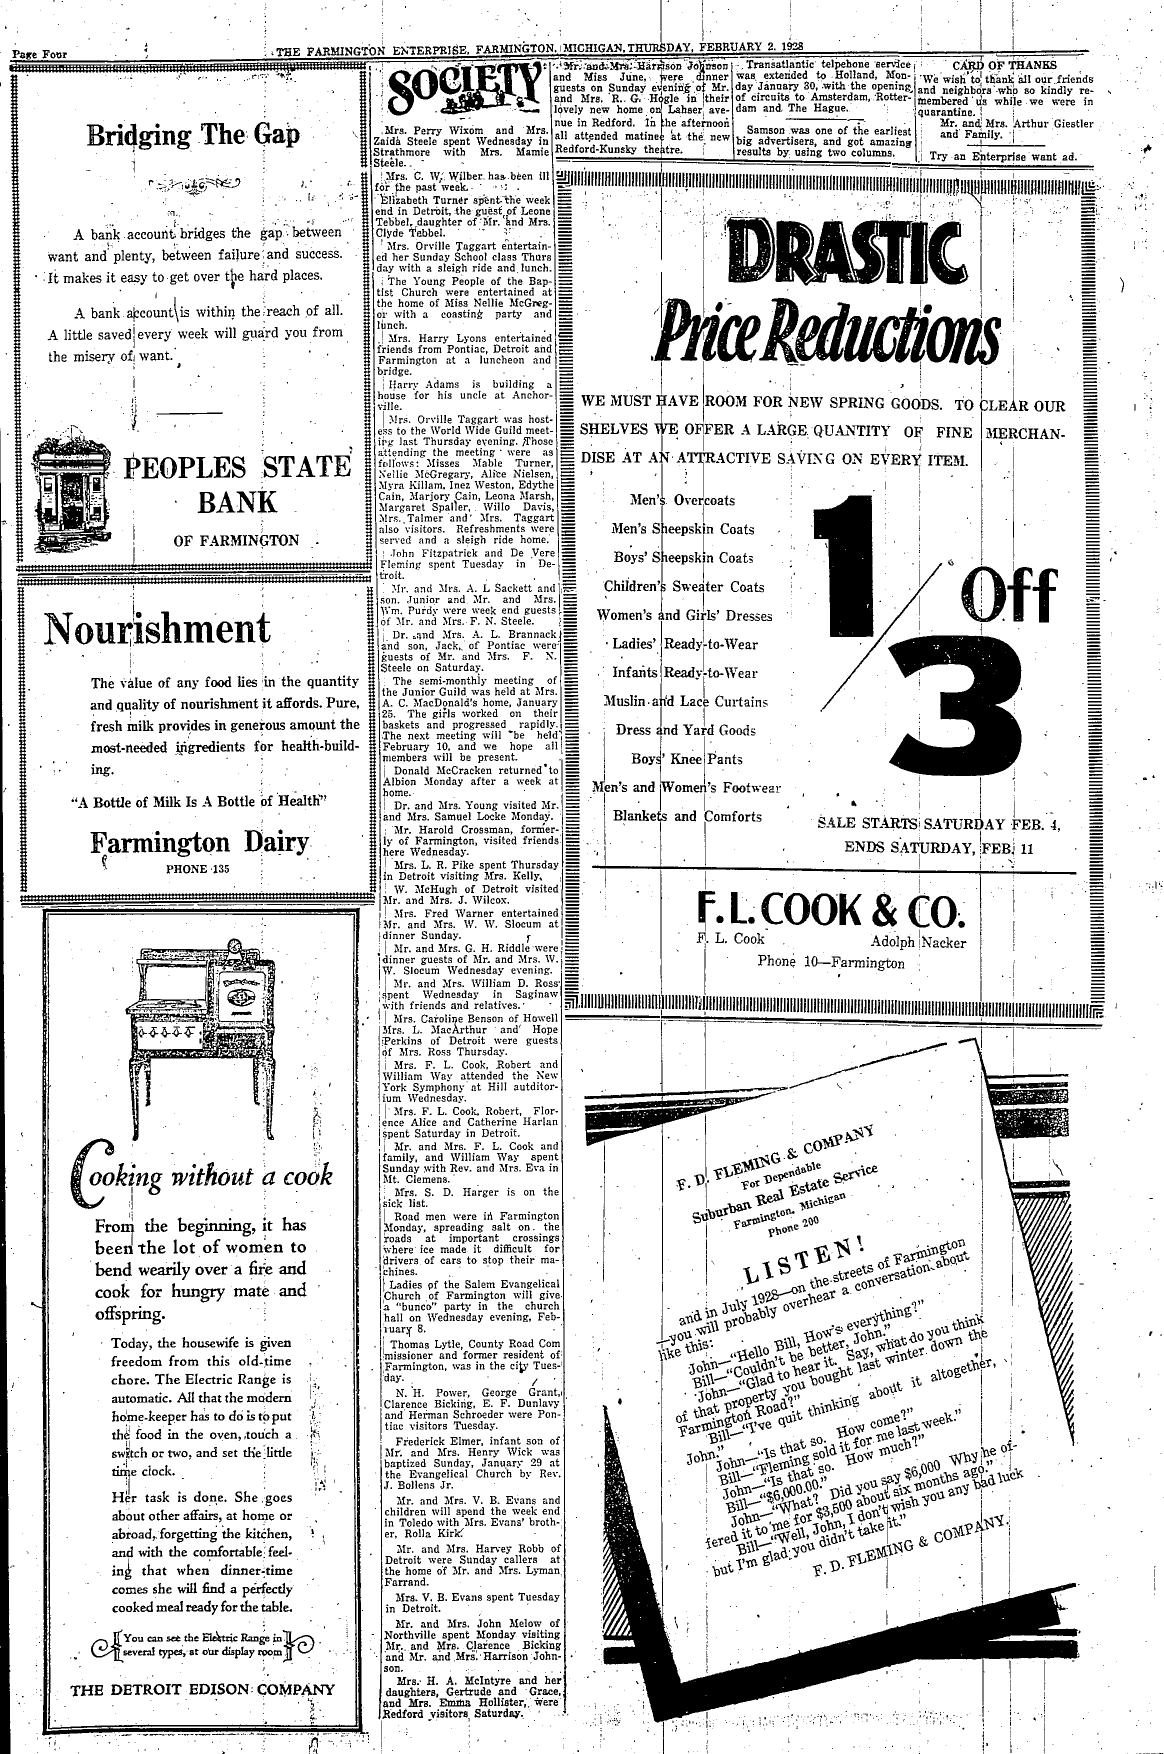 Page Four
THE FARMINGTON ENTERPRISE, FARMINGTON, MICHIGAN, THURSDAY, FEBRUARY 2, 1928
Bridging The Gap
A bank account bridges the gap between
want and plenty, between failure and success.
It makes it easy to get over the hard places.
A bank account is within the reach of all.
A little saved every week will guard you from
the misery of want.
PEOPLES STATE
BANK
OF FARMINGTON
Nourishment
The value of any food lies in the quantity
and quality of nourishment it affords. Pure,
fresh milk provides in generous amount the
most-needed ingredients for health-build-
ing.
"A Bottle of Milk Is A Bottle of Health"
Farmington Dairy
PHONE 135
Cooking without a cook
From the beginning, it has
been the lot of women to
bend wearily over a fire and
cook for hungry mate and
offspring.
Today, the housewife is given
freedom from this old-time
chore. The Electric Range is
automatic. All that the modern
home-keeper has to do is to put
the food in the oven, touch a
switch or two, and set the little
time clock.
Her task is done. She goes
about other affairs, at home or
abroad, forgetting the kitchen,
and with the comfortable feel-
ing that when dinner-time
comes she will find a perfectly
cooked meal ready for the table.
You can see the Electric Range in
several types, at our display room
THE DETROIT EDISON COMPANY
SOCIETY
Mrs. Perry Wixom and Mrs.
Zaida Steele spent Wednesday in
Strathmore with Mrs. Mamie
Steele.
Mrs. C. W. Wilber has been ill
for the past week.
Elizabeth Turner spent the week
end in Detroit, the guest of Leone
Tebbel, daughter of Mr. and Mrs.
Clyde Tebbel.
Mrs. Orville Taggart entertain-
ed her Sunday School class Thurs
day with a sleigh ride and lunch.
The Young People of the Bap-
tist Church were entertained at
the home of Miss Nellie McGreg-
or with a coasting party and
lunch.
Mrs. Harry Lyons entertained
friends from Pontiac, Detroit and
Farmington at a luncheon and
bridge.
Harry Adams is building a
house for his uncle at Anchor-
ville.
Mrs. Orville Taggart was host-
ess to the World Wide Guild meet-
ing last Thursday evening. Those
attending the meeting were as
follows: Misses Mable Turner,
Nellie McGregary, Alice Nielsen,
Myra Killam, Inez Weston, Edythe
Cain, Marjory Cain, Leona Marsh,
Margaret Spaller, Willo Davis,
Mrs. Talmer and Mrs. Taggart
also visitors. Refreshments were
served and a sleigh ride home.
John Fitzpatrick and De Vere
Fleming spent Tuesday in De-
troit.
Mr. and Mrs. A. L Sackett and
son. Junior and Mr. and Mrs.
Wm. Purdy were week end guests
of Mr. and Mrs. F. N. Steele.
Dr. and Mrs. A. L. Brannack
and son, Jack, of Pontiac were
guests of Mr. and Mrs. F. N.
Steele on Saturday.
The semi-monthly meeting of
the Junior Guild was held at Mrs.
A. C. MacDonald's home, January
25. The girls worked on their
baskets and progressed rapidly.
The next meeting will be held
February 10, and we hope all
members will be present.
Donald McCracken returned to
Albion Monday after a week at
home.
Dr. and Mrs. Young visited Mr.
and Mrs. Samuel Locke Monday.
Mr. Harold Crossman, former-
ly of Farmington, visited friends
here Wednesday.
Mrs. L. R. Pike spent Thursday
in Detroit visiting Mrs. Kelly,
W. McHugh of Detroit visited
Mr. and Mrs. J. Wilcox.
Mrs. Fred Warner entertained
Mr. and Mrs. W. W. Slocum at
dinner Sunday.
Mr. and Mrs. G. H. Riddle were
dinner guests of Mr. and Mrs. W.
W. Slocum Wednesday evening.
Mr. and Mrs. William D. Ross
spent Wednesday in Saginaw
with friends and relatives.
Mrs. Caroline Benson of Howell
Mrs. L. MacArthur and Hope
Perkins of Detroit were guests
of Mrs. Ross Thursday.
Mrs. F. L. Cook, Robert and
William Way attended the New
York Symphony at Hill autditor-
ium Wednesday.
Mrs. F. L. Cook, Robert, Flor-
ence Alice and Catherine Harlan
spent Saturday in Detroit.
Mr. and Mrs. F. L. Cook and
family, and William Way spent
Sunday with Rev. and Mrs. Eva in
Mt. Clemens.
Mrs. S. D. Harger is on the
sick list.
Road men were in Farmington
Monday, spreading salt on the
roads at important crossings
where ice made it difficult for
drivers of cars to stop their ma-
chines.
Ladies of the Salem Evangelical
Church of Farmington will give
a "bunco" party in the church
hall on Wednesday evening, Feb-
ruary 8.
Thomas Lytle, County Road Com
missioner and former resident of
Farmington, was in the city Tues-
day.
N. H. Power, George Grant,
Clarence Bicking, E. F. Dunlavy
and Herman Schroeder were Pon-
tiac visitors Tuesday.
Frederick Elmer, infant son of
Mr. and Mrs. Henry Wick was
baptized Sunday, January 29 at
the Evangelical Church by Rev.
J. Bollens Jr.
Mr. and Mrs. V. B. Evans and
children will spend the week end
in Toledo with Mrs. Evans' broth-
er, Rolla Kirk
Mr. and Mrs. Harvey Robb of
Detroit were Sunday callers at
the home of Mr. and Mrs. Lyman
Farrand.
Mrs. V. B. Evans spent Tuesday
in Detroit.
Mr. and Mrs. John Melow of
Northville spent Monday visiting
Mr. and Mrs. Clarence Bicking
and Mr. and Mrs. Harrison John-
son.
Mrs. H. A. McIntyre and her
daughters, Gertrude and Grace,
and Mrs. Emma Hollister, were
Redford visitors Saturday.
Mr. and Mrs. Harrison Johnson
and Miss June, were dinner
guests on Sunday evening of Mr.
and Mrs. R. G. Hogle in their
lovely new home on Lahser ave-
nue in Redford. In the afternoon
all attended matinee at the new
Redford-Kunsky theatre.
Transatlantic telpehone service
was extended to Holland, Mon-
day January 30, with the opening
of circuits to Amsterdam, Rotter-
dam and The Hague.
Samson was one of the earliest
big advertisers, and got amazing
results by using two columns.
CARD OF THANKS
We wish to thank all our friends
and neighbors who so kindly re-
membered us while we were in
quarantine.
Mr. and Mrs. Arthur Giestler
and Family.
Try an Enterprise want ad.
DRASTIC
Price Reductions
WE MUST HAVE ROOM FOR NEW SPRING GOODS. TO CLEAR OUR
SHELVES WE OFFER A LARGE QUANTITY OF FINE MERCHAN-
DISE AT AN ATTRACTIVE SAVING ON EVERY ITEM.
Men's Overcoats
Men's Sheepskin Coats
Boys' Sheepskin Coats
Children's Sweater Coats
Women's and Girls' Dresses
Ladies' Ready-to-Wear
Infants Ready-to-Wear
Muslin and Lace Curtains
Dress and Yard Goods
Boys' Knee Pants
Men's and Women's Footwear
Blankets and Comforts
1/3 Off
SALE STARTS SATURDAY FEB. 4,
ENDS SATURDAY, FEB. 11
F. L. COOK & CO.
F. L. Cook Adolph Nacker
Phone 10—Farmington
F. D. FLEMING & COMPANY
For Dependable
Suburban Real Estate Service
Farmington, Michigan
Phone 200
LISTEN!
and in July 1928—on the streets of Farmington
—you will probably overhear a conversation about
like this:
John—"Hello Bill, How's everything?"
Bill—"Couldn't be better, John."
John—"Glad to hear it. Say, what do you think
of that property you bought last winter down the
Farmington Road?"
Bill—"I've quit thinking about it altogether,
John."
John—"Is that so. How come?"
Bill—"Fleming sold it for me last week."
John—"Is that so. How much?"
Bill—"$6,000.00."
John—"What? Did you say $6,000 Why he of-
fered it to me for $3,500 about six months ago."
Bill—"Well, John, I don't wish you any bad luck
but I'm glad you didn't take it."
F. D. FLEMING & COMPANY.